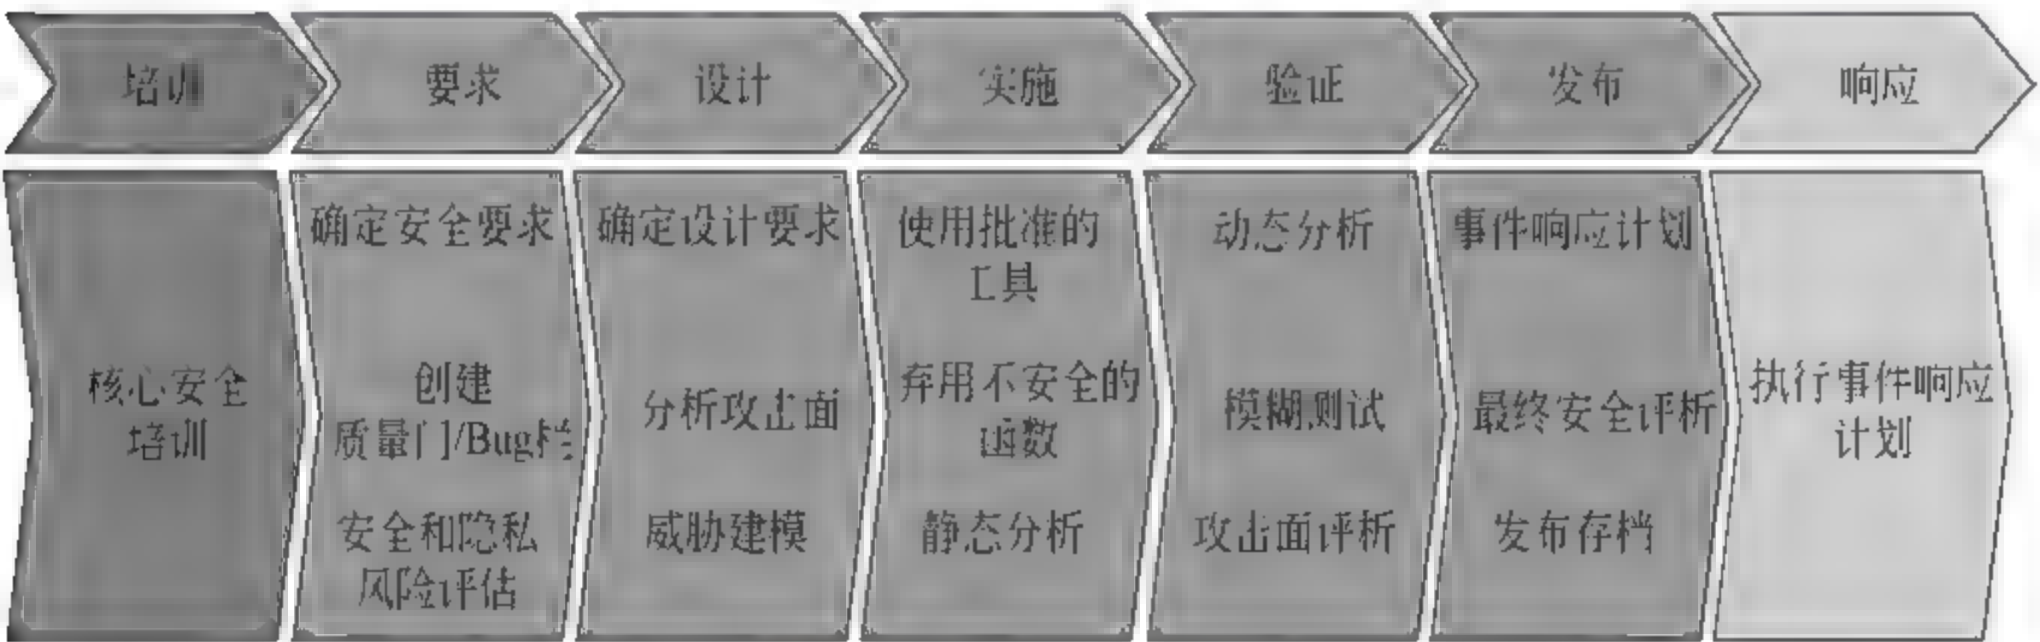 培训
要求
设计
实施
验证
发布
响应
核心安全
培训
确定安全要求
创建
质量门/Bug栏
安全和隐私
风险评估
确定设计要求
分析攻击面
威胁建模
使用批准的
工具
弃用不安全的
函数
静态分析
动态分析
模糊测试
攻击面评析
事件响应计划
最终安全评析
发布存档
执行事件响应
计划